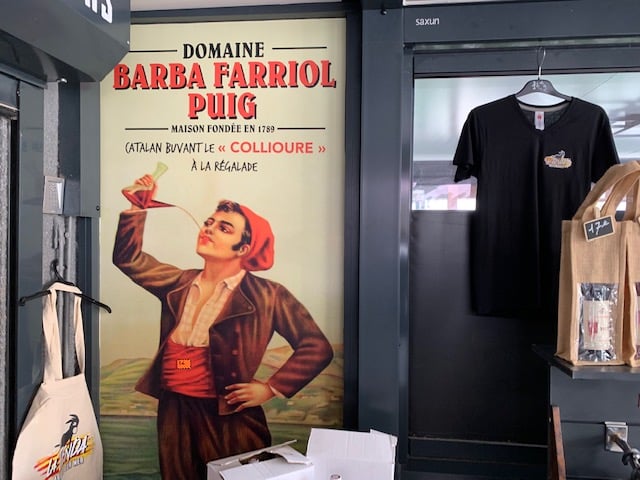 saxun
DOMAINE
BARBA FARRIOL
PUIG
MAISON FONDÉE EN 1789
CATALAN BUVANT LE « COLLIOURE »
À LA RÉGALADE